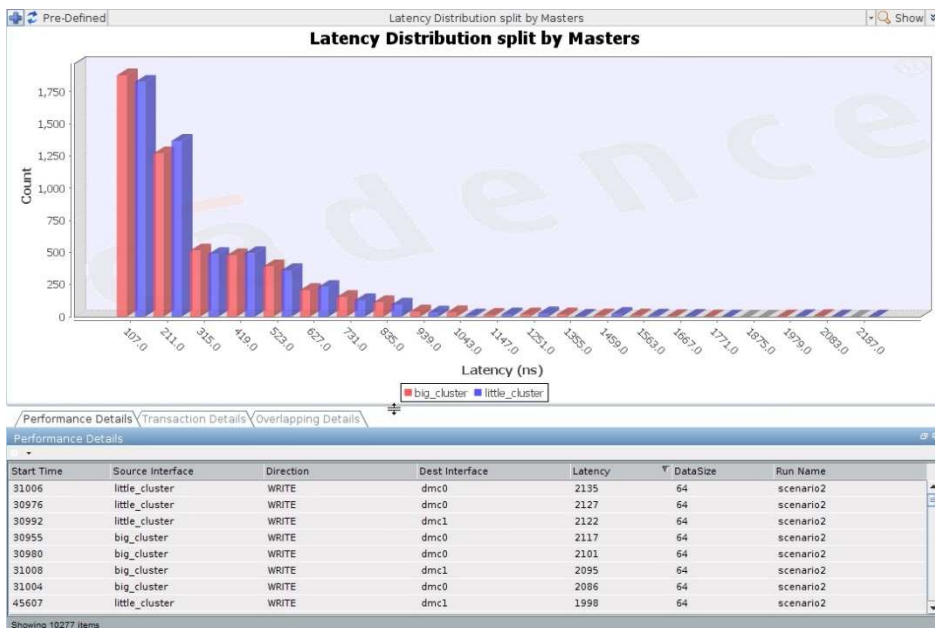 Pre-Defined Latency Distribution split by Masters Show
Latency Distribution split by Masters
cadence
Count
1,750
1,500
1,250
1,000
750
500
250
0
107.0 211.0 315.0 419.0 523.0 627.0 731.0 835.0 939.0 1043.0 1147.0 1251.0 1355.0 1459.0 1563.0 1667.0 1771.0 1875.0 1979.0 2083.0 2187.0
Latency (ns)
big_cluster little_cluster
Performance Details Transaction Details Overlapping Details
Performance Details
Start Time Source Interface Direction Dest Interface Latency DataSize Run Name
31006 little_cluster WRITE dmc0 2135 64 scenario2
30976 little_cluster WRITE dmc0 2127 64 scenario2
30992 little_cluster WRITE dmc1 2122 64 scenario2
30955 big_cluster WRITE dmc0 2117 64 scenario2
30980 big_cluster WRITE dmc0 2101 64 scenario2
31008 big_cluster WRITE dmc1 2095 64 scenario2
31004 big_cluster WRITE dmc0 2086 64 scenario2
45607 little_cluster WRITE dmc1 1998 64 scenario2
Showing 10277 items